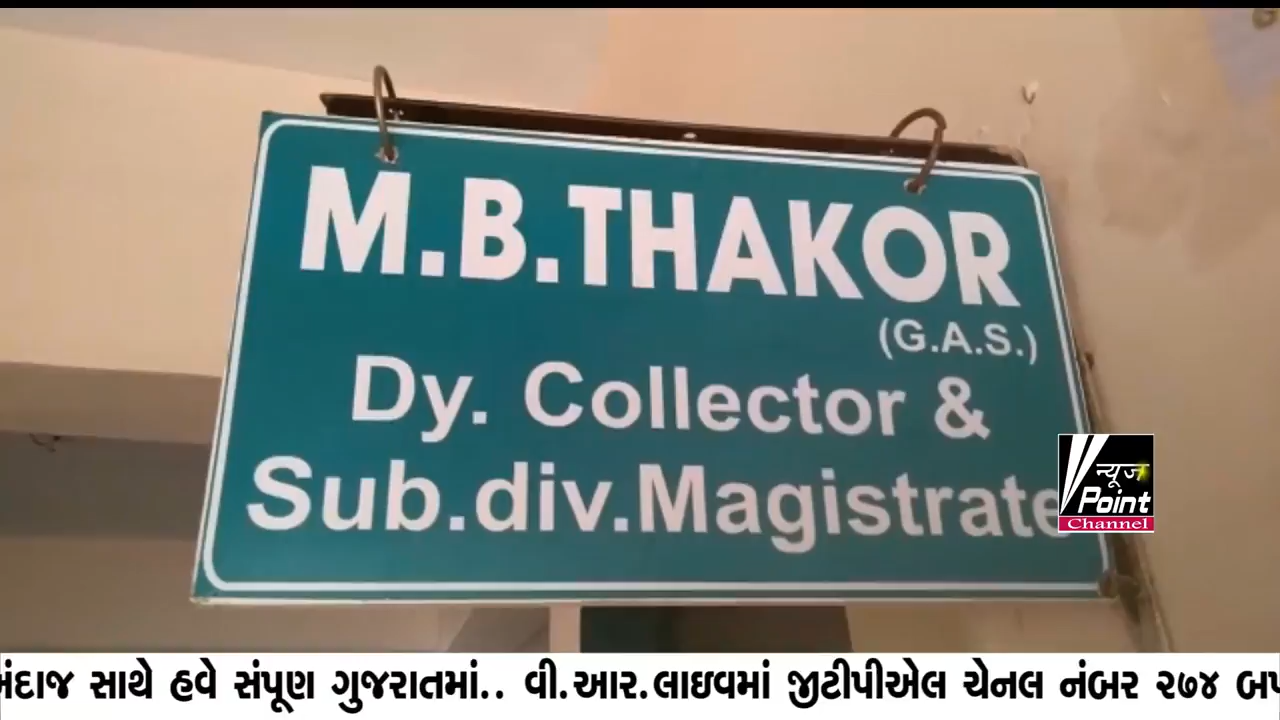 M.B.THAKOR
(G.A.S.)
Dy. Collector &
Sub.div.Magistrate
न्यूज
Point
Channel
સાથે હવે સંપૂણ ગુજરાતમાં.. વી.આર.લાઇવમાં જીટીપીએલ ચેનલ નંબર ૨૭૪